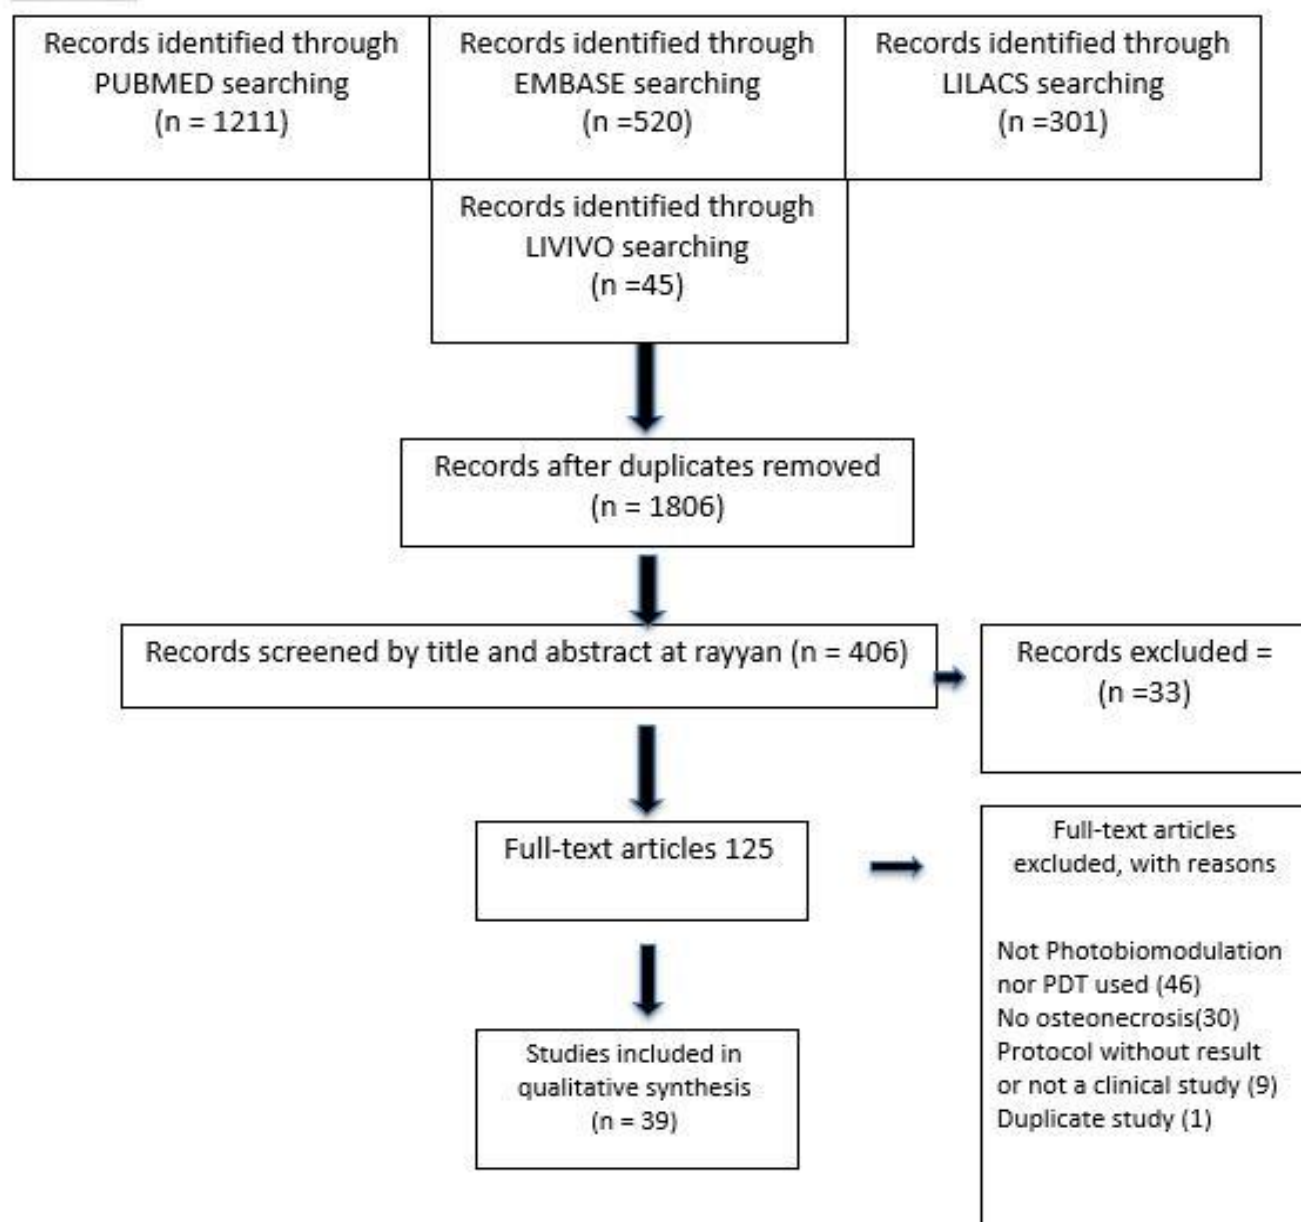 Records identified through
PUBMED searching
(n = 1211)
Records identified through
EMBASE searching
(n =520)
Records identified through
LILACS searching
(n =301)
Records identified through
LIVIVO searching
(n =45)
Records after duplicates removed
(n = 1806)
Records screened by title and abstract at rayyan (n = 406)
Records excluded =
(n =33)
Full-text articles 125
Full-text articles
excluded, with reasons
Not Photobiomodulation
nor PDT used (46)
No osteonecrosis(30)
Protocol without result
or not a clinical study (9)
Duplicate study (1)
Studies included in
qualitative synthesis
(n = 39)